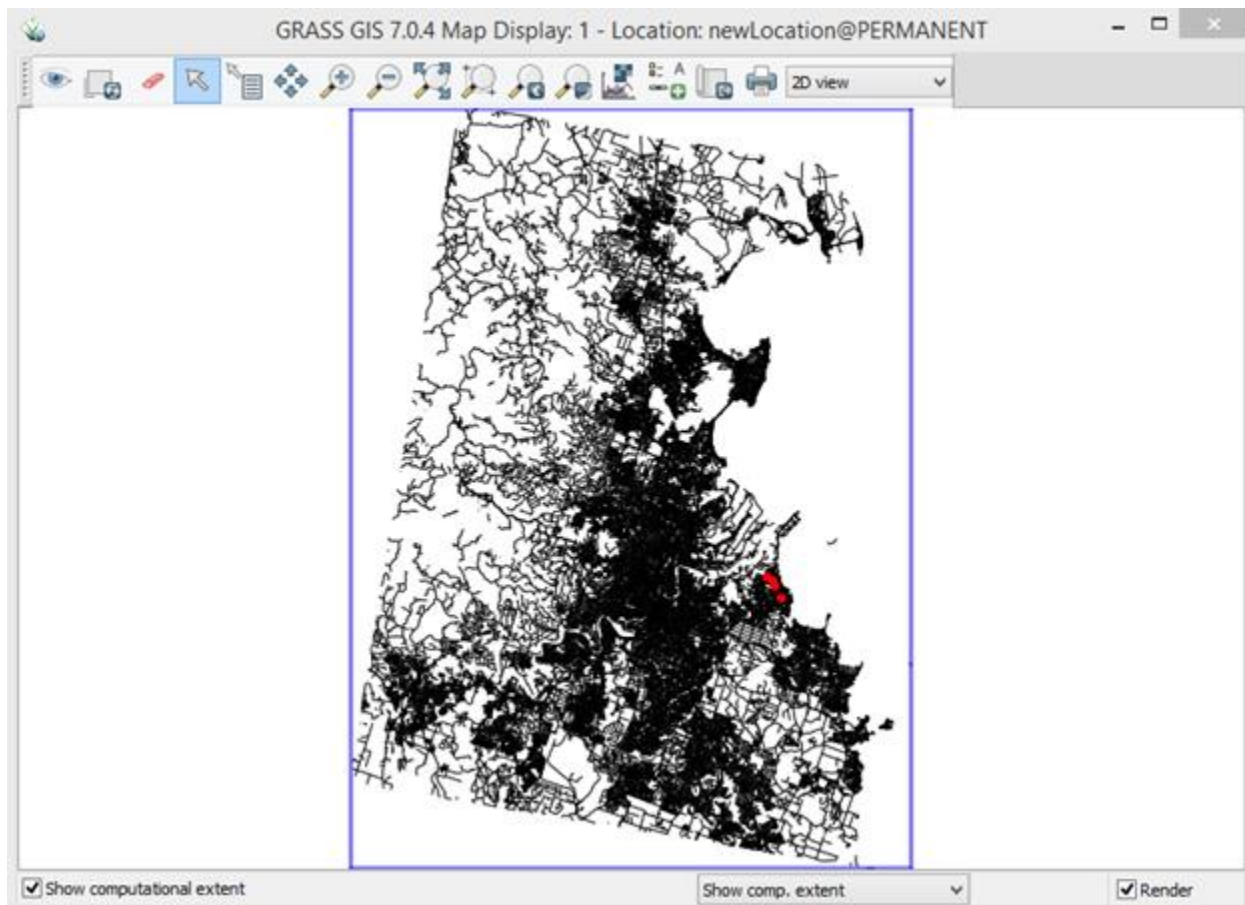 GRASS GIS 7.0.4 Map Display: 1 - Location: newLocation@PERMANENT
2D view
Show computational extent
Show comp. extent
Render